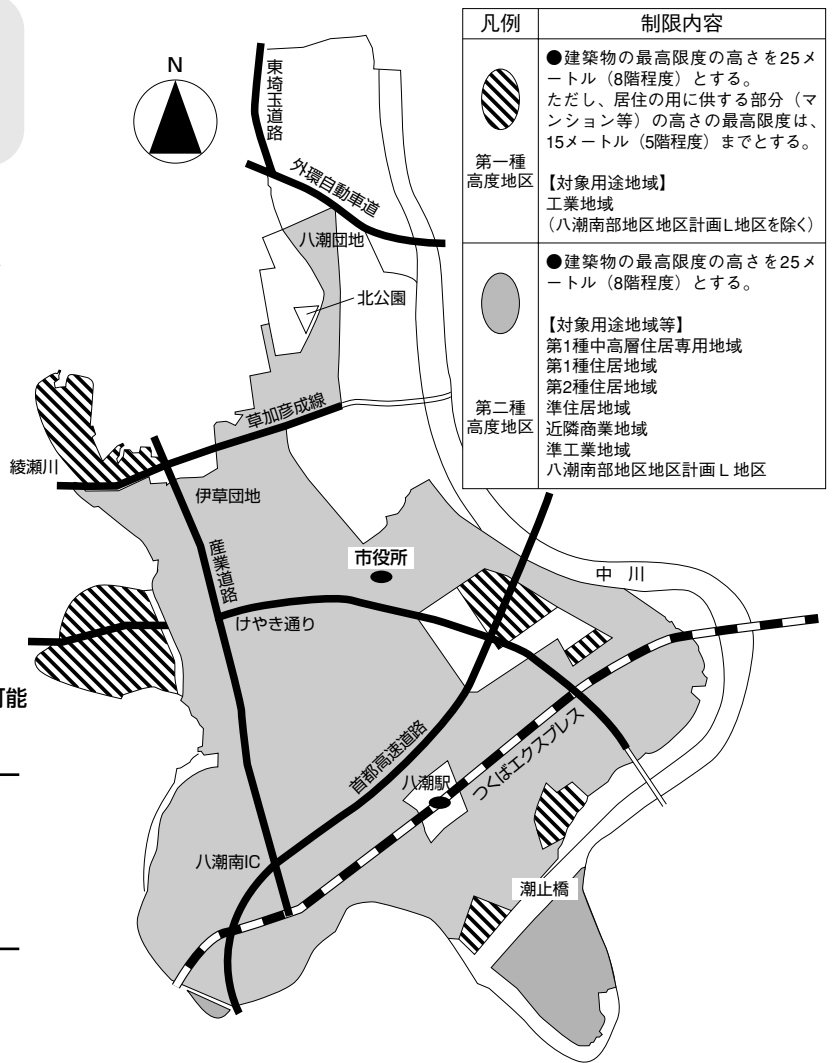 凡例
制限内容
第一種
高度地区
●建築物の最高限度の高さを25メ
ートル（8階程度）とする。
ただし、居住の用に供する部分（マ
ンション等）の高さの最高限度は、
15メートル（5階程度）までとする。
【対象用途地域】
工業地域
（八潮南部地区地区計画L地区を除く）
第二種
高度地区
●建築物の最高限度の高さを25メ
ートル（8階程度）とする。
【対象用途地域等】
第1種中高層住居専用地域
第1種住居地域
第2種住居地域
準住居地域
近隣商業地域
準工業地域
八潮南部地区地区計画L地区
N
東埼玉道路
外環自動車道
八潮団地
北公園
草加彦成線
綾瀬川
伊草団地
産業道路
市役所
中川
けやき通り
可能
首都高速道路
つくばエクスプレス
八潮駅
八潮南IC
潮止橋